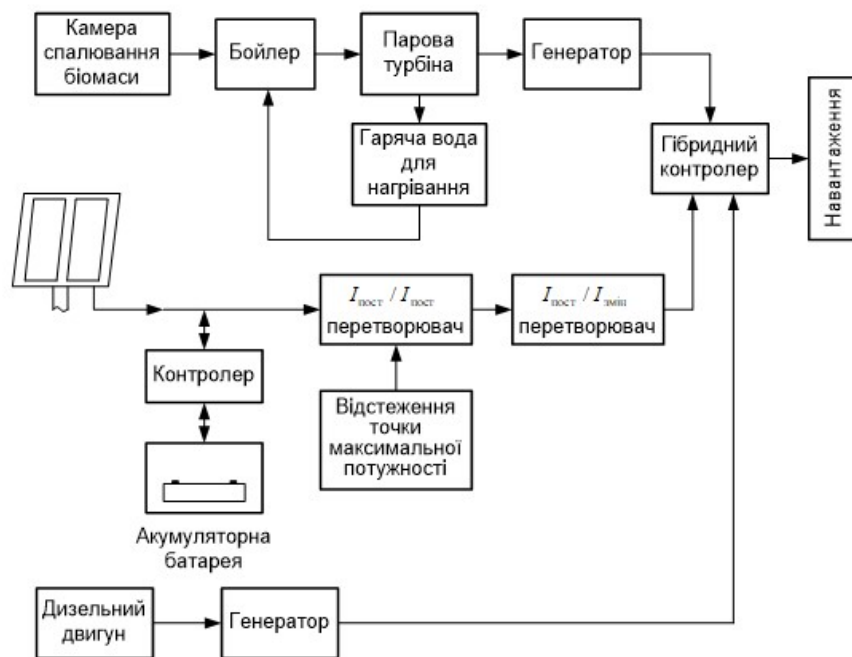 Камера
спалювання
біомаси
Бойлер
Парова
турбіна
Генератор
Гаряча вода
для
нагрівання
Гібридний
контролер
Навантаження
Iпост / Iпост
перетворювач
Iпост / Iзмін
перетворювач
Контролер
Відстеження
точки
максимальної
потужності
Акумуляторна
батарея
Дизельний
двигун
Генератор